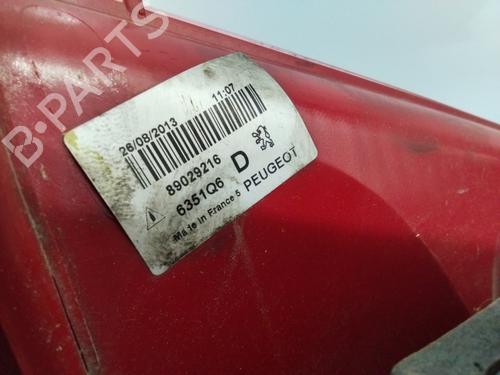 B-PARTS
26/08/2013 11:07
89029216
6351Q6 D PEUGEOT
Made in France 5